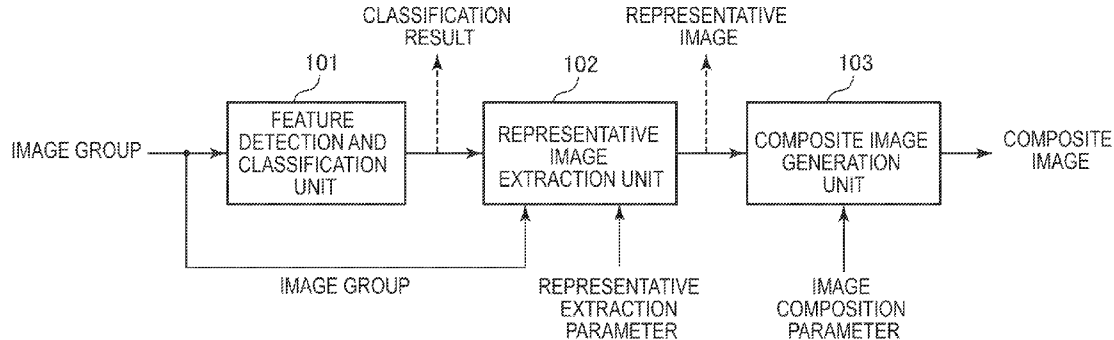 CLASSIFICATION
RESULT
REPRESENTATIVE
IMAGE
101
102
103
IMAGE GROUP
FEATURE
DETECTION AND
CLASSIFICATION
UNIT
REPRESENTATIVE
IMAGE
EXTRACTION UNIT
COMPOSITE IMAGE
GENERATION
UNIT
COMPOSITE
IMAGE
IMAGE GROUP
REPRESENTATIVE
EXTRACTION
PARAMETER
IMAGE
COMPOSITION
PARAMETER